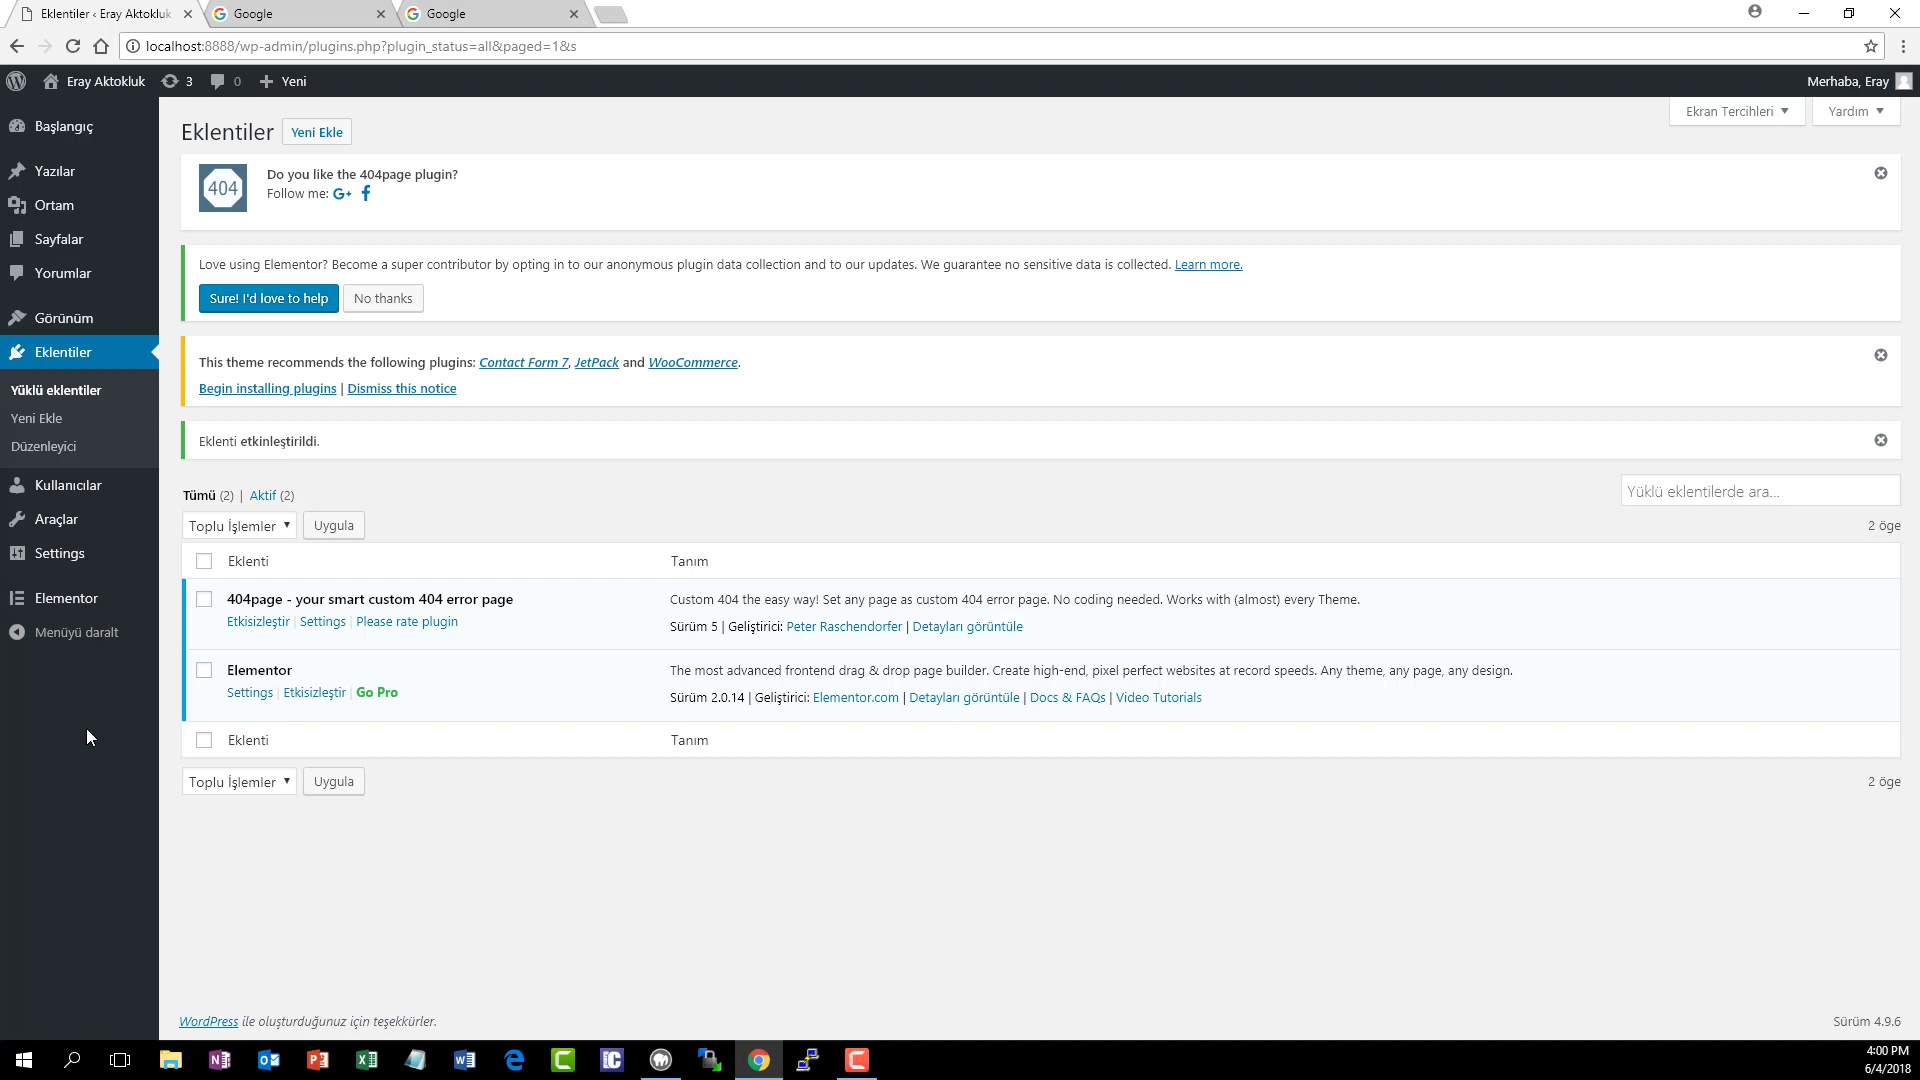 Eklentiler ‹ Eray Aktokluk
Google
Google
localhost:8888/wp-admin/plugins.php?plugin_status=all&paged=1&s
Eray Aktokluk
3
0
Yeni
Merhaba, Eray
Başlangıç
Yazılar
Ortam
Sayfalar
Yorumlar
Görünüm
Eklentiler
Yüklü eklentiler
Yeni Ekle
Düzenleyici
Kullanıcılar
Araçlar
Settings
Elementor
Menüyü daralt
Ekran Tercihleri
Yardım
Eklentiler
Yeni Ekle
404
Do you like the 404page plugin?
Follow me:
Love using Elementor? Become a super contributor by opting in to our anonymous plugin data collection and to our updates. We guarantee no sensitive data is collected. Learn more.
Sure! I'd love to help
No thanks
This theme recommends the following plugins: Contact Form 7, JetPack and WooCommerce.
Begin installing plugins | Dismiss this notice
Eklenti etkinleştirildi.
Tümü (2) | Aktif (2)
Yüklü eklentilerde ara...
Toplu İşlemler
Uygula
2 öge
Eklenti
Tanım
404page - your smart custom 404 error page
Etkisizleştir | Settings | Please rate plugin
Custom 404 the easy way! Set any page as custom 404 error page. No coding needed. Works with (almost) every Theme.
Sürüm 5 | Geliştirici: Peter Raschendorfer | Detayları görüntüle
Elementor
Settings | Etkisizleştir | Go Pro
The most advanced frontend drag & drop page builder. Create high-end, pixel perfect websites at record speeds. Any theme, any page, any design.
Sürüm 2.0.14 | Geliştirici: Elementor.com | Detayları görüntüle | Docs & FAQs | Video Tutorials
Eklenti
Tanım
Toplu İşlemler
Uygula
2 öge
WordPress ile oluşturduğunuz için teşekkürler.
Sürüm 4.9.6
4:00 PM
6/4/2018